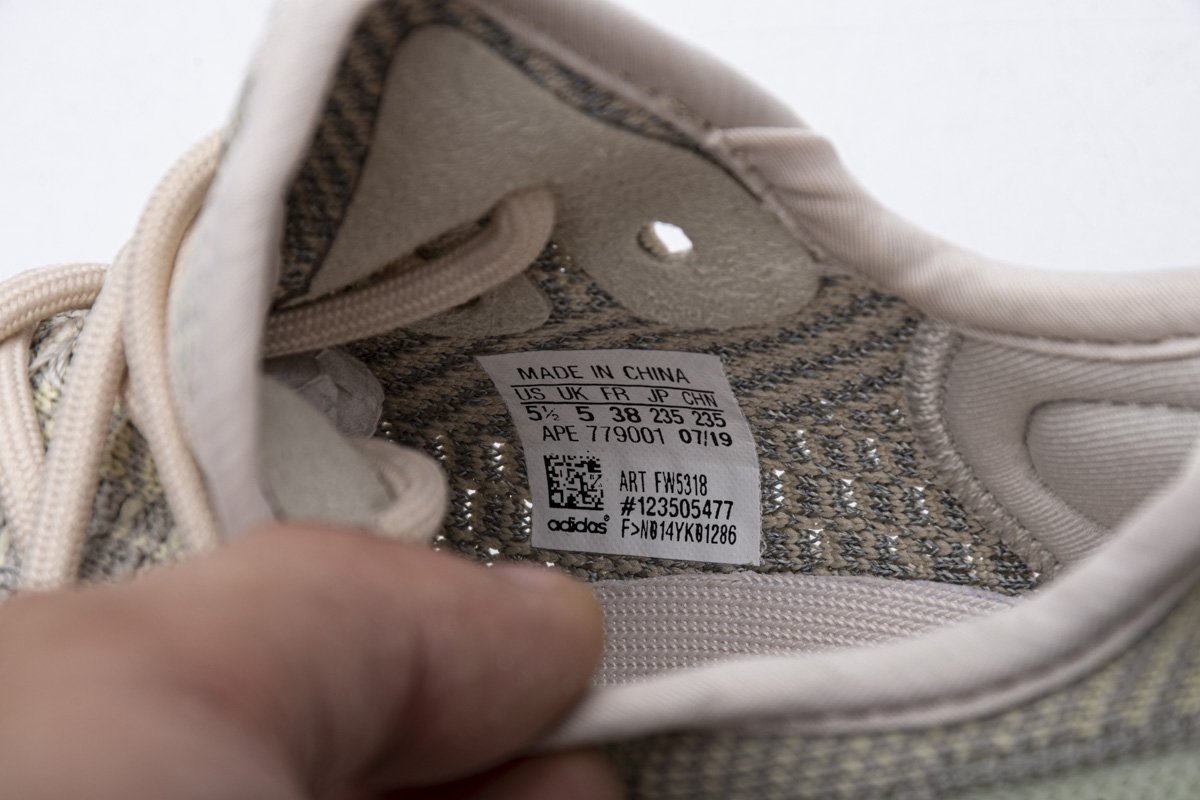 MADE IN CHINA
US UK FR JP CHN
5½ 5 38 235 235
APE 779001 07/19
ART FW5318
#123505477
adidas® F>N014YK01286